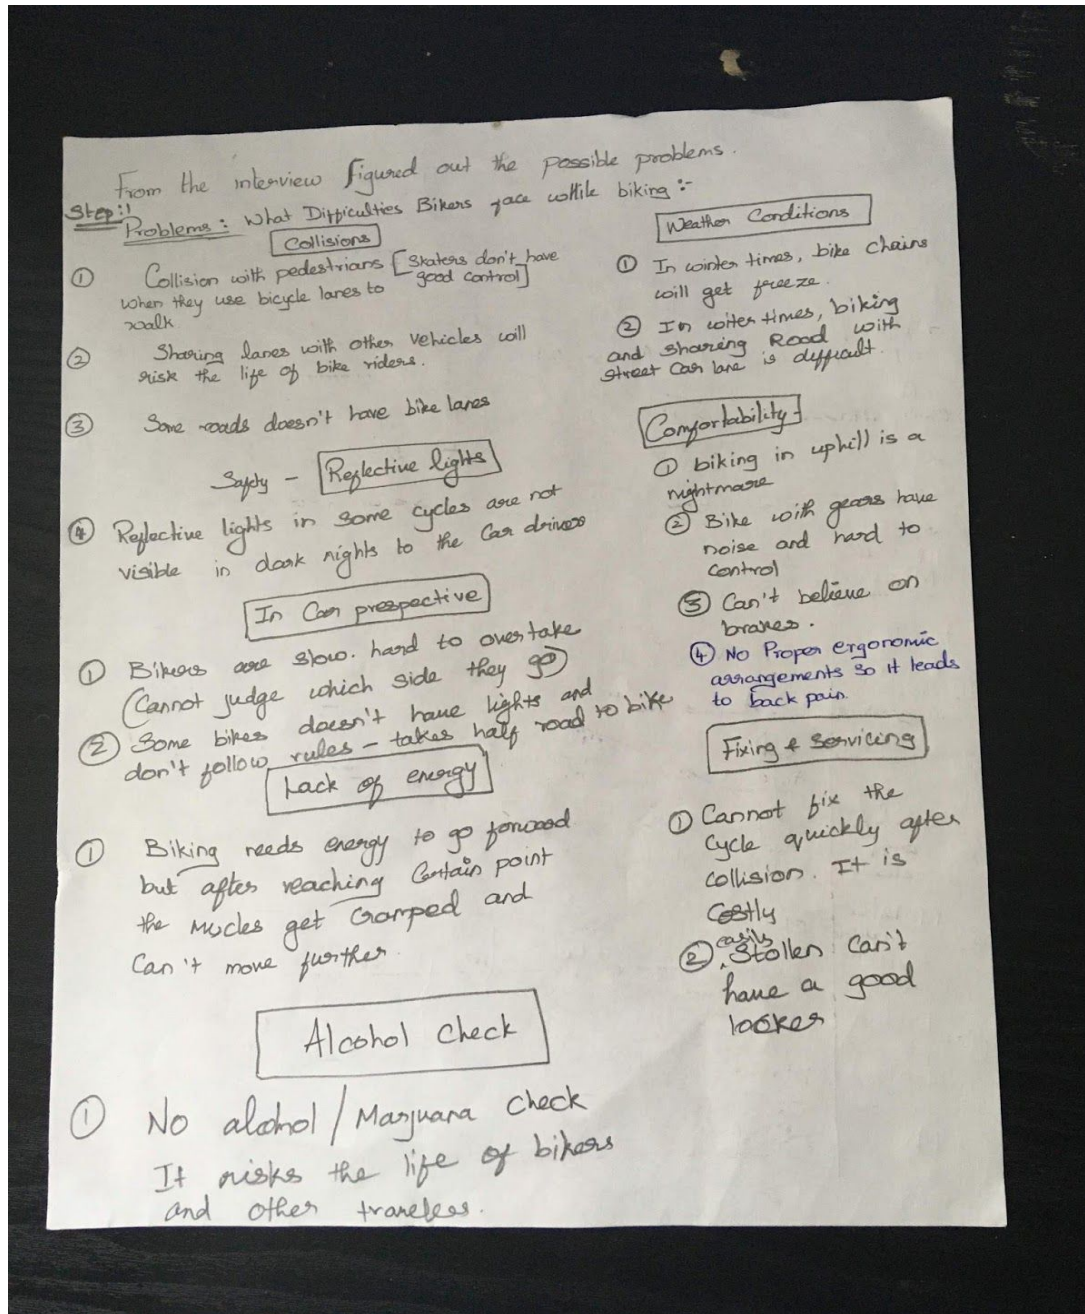 From the interview figured out the possible problems.
Step:1
Problems: What Difficulties Bikers face while biking :-
Collisions
① Collision with pedestrians [Skaters don't have
good control]
when they use bicycle lanes to
walk.
② Sharing lanes with other vehicles will
risk the life of bike riders.
③ Some roads doesn't have bike lanes
Safety - Reflective lights
④ Reflective lights in some cycles are not
visible in dark nights to the Car drivers
In Car prespective
① Bikers are slow. hard to overtake
(Cannot judge which side they go)
② Some bikes doesn't have lights and
don't follow rules - takes half road to bike
Lack of energy
① Biking needs energy to go forward
but after reaching Certain point
the Mucles get Cramped and
Can't move further.
Alcohol Check
① No alcohol / Marjuana check
It risks the life of bikers
and other travelers.
Weather Conditions
① In winter times, bike chains
will get freeze.
② In witer times, biking
and sharing Road with
street Car lane is difficult.
Comfortability-
① biking in uphill is a
nightmare
② Bike with gears have
noise and hard to
control
③ Can't believe on
brakes.
④ No Proper ergonomic
arrangements so it leads
to back pain.
Fixing & Servicing
① Cannot fix the
Cycle quickly after
collision. It is
Costly
② easily Stollen Can't
have a good
locker